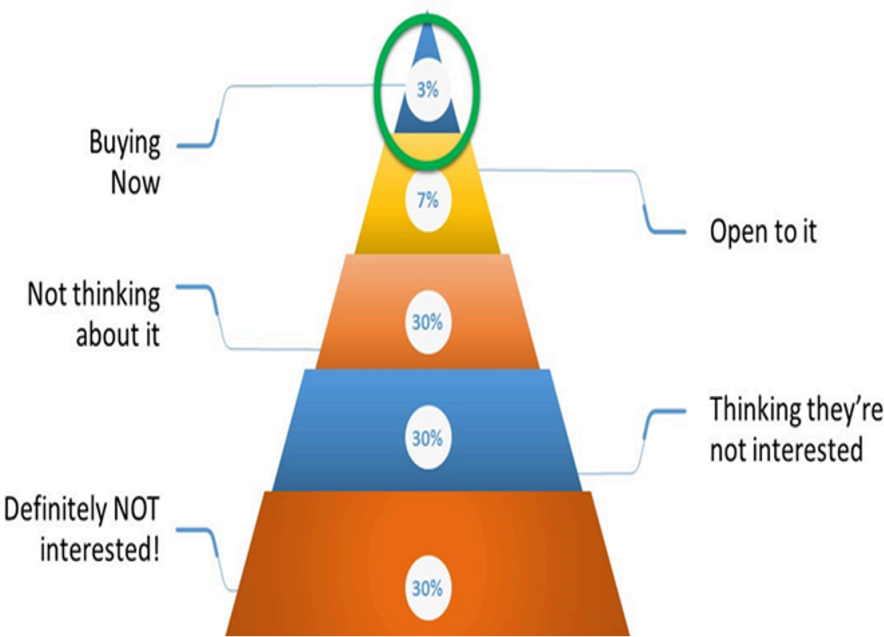 3%
Buying
Now
7%
Open to it
Not thinking
about it
30%
Thinking they're
not interested
30%
Definitely NOT
interested!
30%